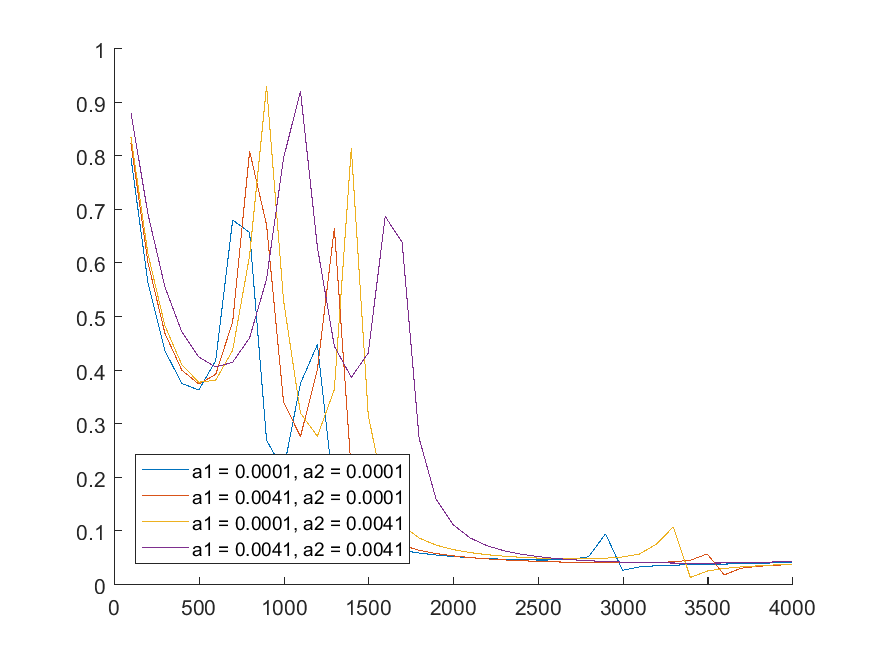 1
0.9
0.8
0.7
0.6
0.5
0.4
0.3
0.2
0.1
0
a1 = 0.0001, a2 = 0.0001
a1 = 0.0041, a2 = 0.0001
a1 = 0.0001, a2 = 0.0041
a1 = 0.0041, a2 = 0.0041
0 500 1000 1500 2000 2500 3000 3500 4000